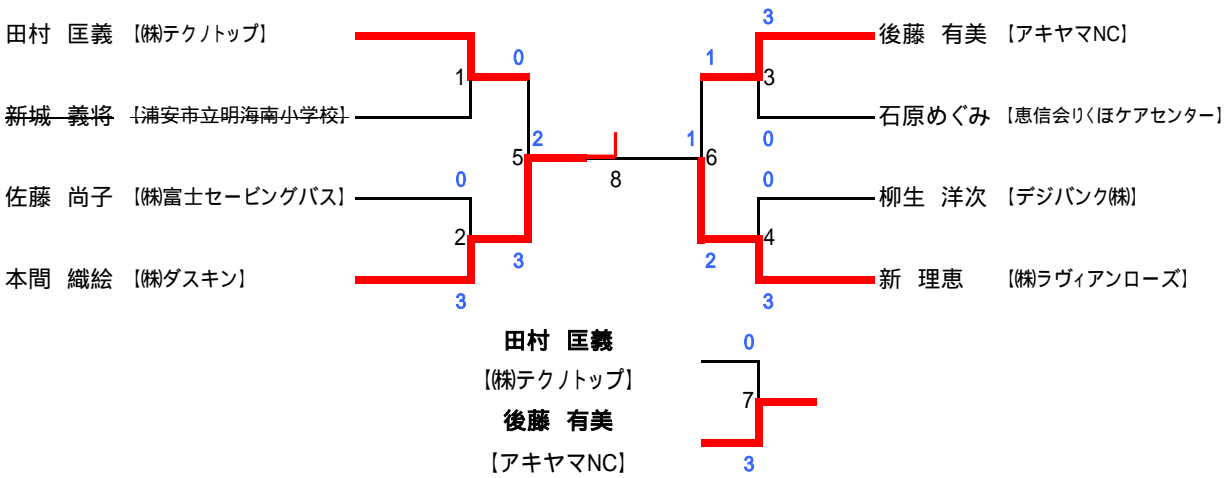 田村 匡義 【㈱テクノトップ】
1
0
新城 義将 【浦安市立明海南小学校】
5
2
佐藤 尚子 【㈱富士セービングバス】
0
2
3
本間 織絵 【㈱ダスキン】
3
8
3
後藤 有美 【アキヤマNC】
1
3
石原めぐみ 【恵信会りくほケアセンター】
0
1
6
柳生 洋次 【デジバンク㈱】
0
4
2
新 理恵 【㈱ラヴィアンローズ】
3
田村 匡義
0
【㈱テクノトップ】
7
後藤 有美
【アキヤマNC】
3